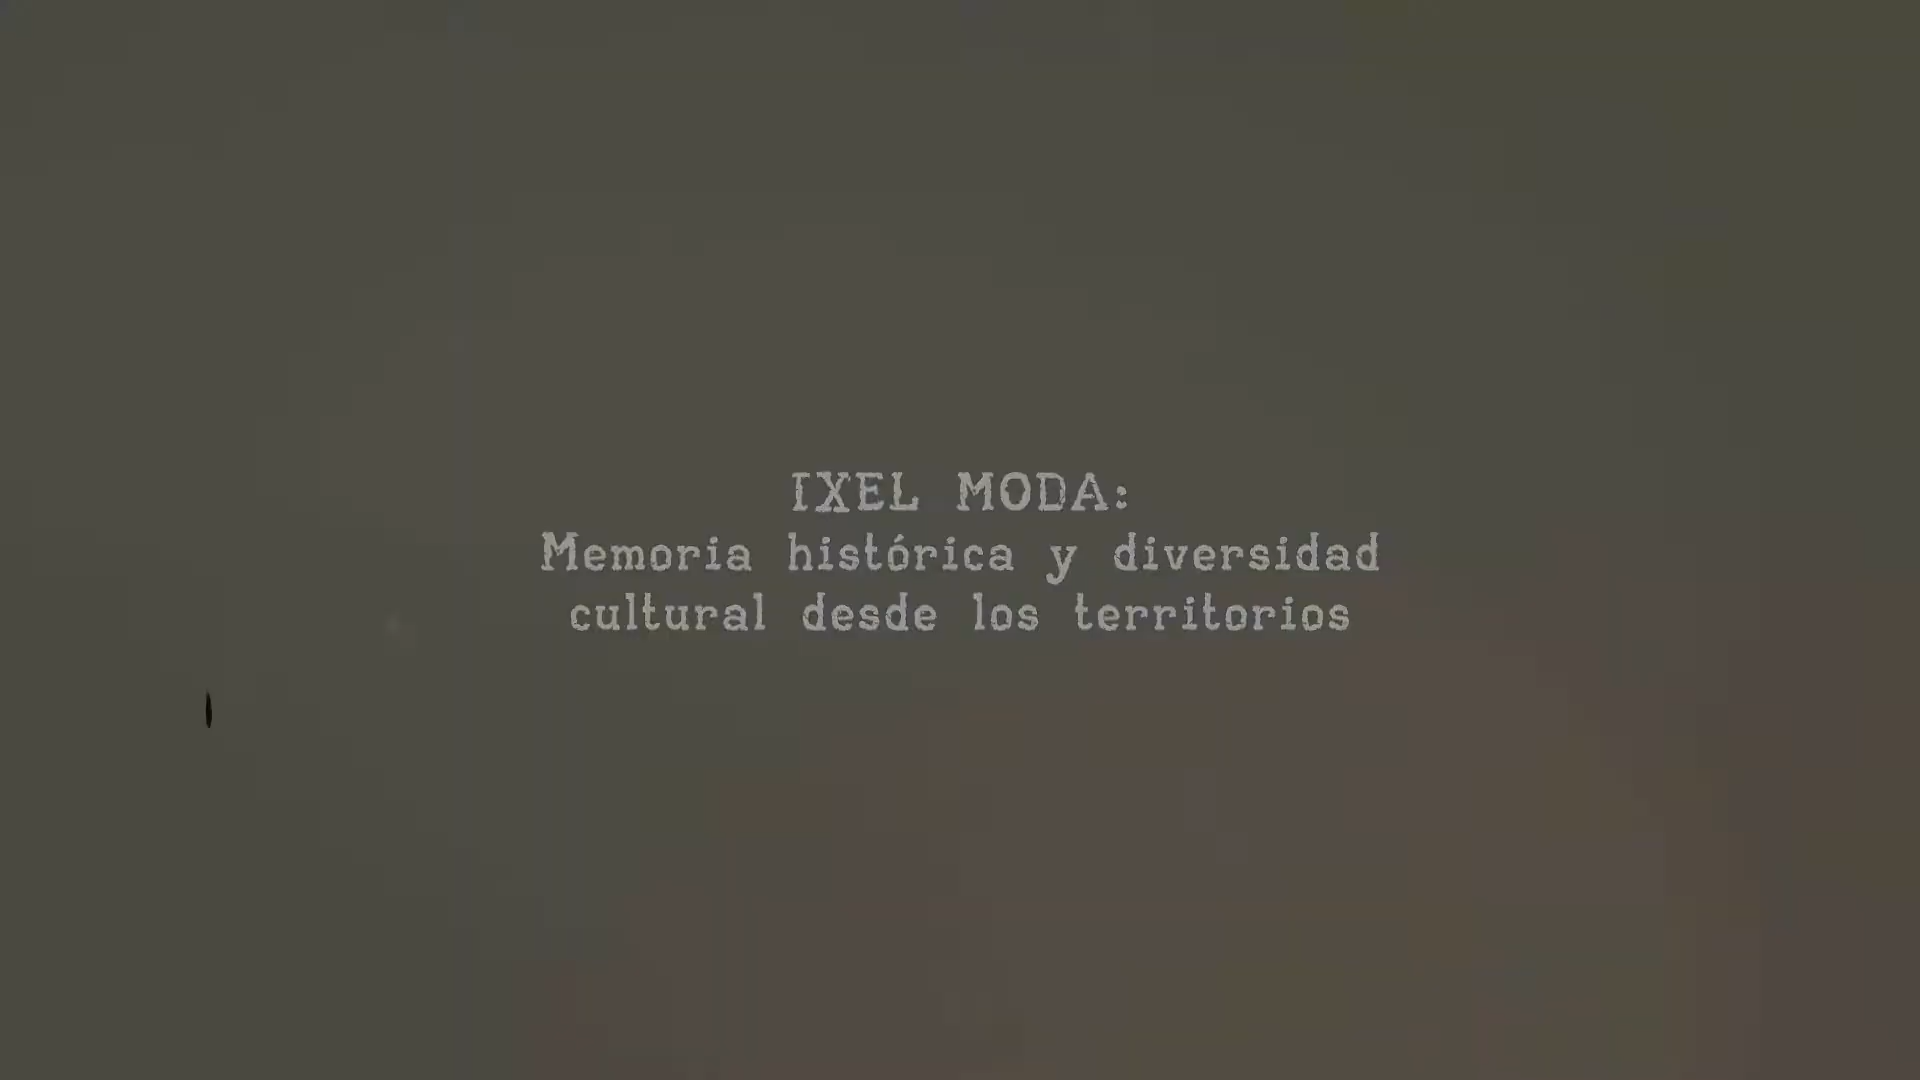 IXEL MODA:
Memoria histórica y diversidad
cultural desde los territorios